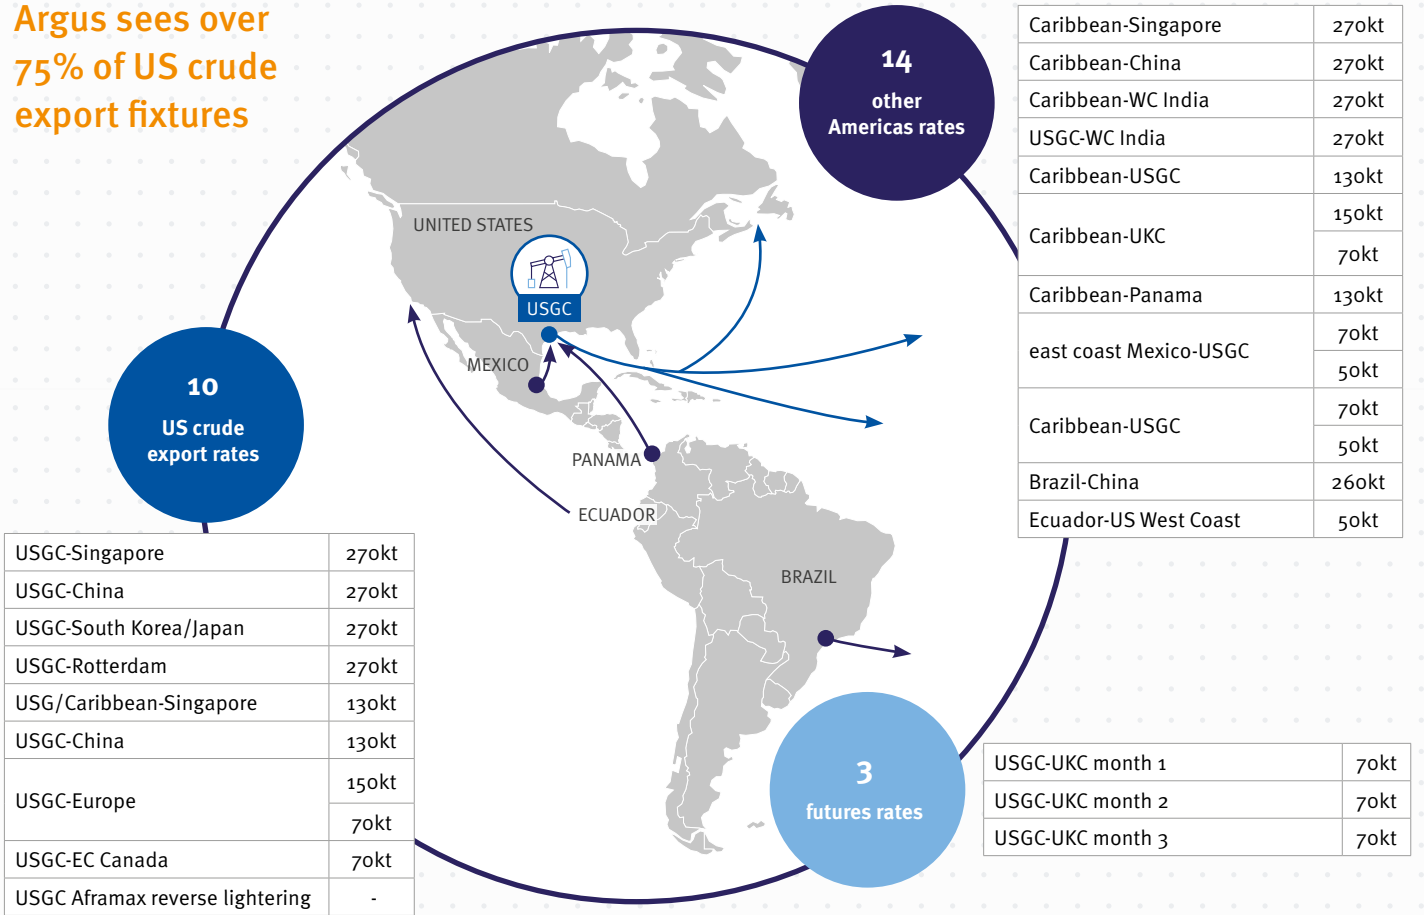 Argus sees over
75% of US crude
export fixtures
14
other
Americas rates
Caribbean-Singapore 270kt
Caribbean-China 270kt
Caribbean-WC India 270kt
USGC-WC India 270kt
Caribbean-USGC 130kt
Caribbean-UKC 150kt
70kt
Caribbean-Panama 130kt
east coast Mexico-USGC 70kt
50kt
Caribbean-USGC 70kt
50kt
Brazil-China 260kt
Ecuador-US West Coast 50kt
UNITED STATES
USGC
MEXICO
PANAMA
ECUADOR
BRAZIL
10
US crude
export rates
USGC-Singapore 270kt
USGC-China 270kt
USGC-South Korea/Japan 270kt
USGC-Rotterdam 270kt
USG/Caribbean-Singapore 130kt
USGC-China 130kt
USGC-Europe 150kt
70kt
USGC-EC Canada 70kt
USGC Aframax reverse lightering -
3
futures rates
USGC-UKC month 1 70kt
USGC-UKC month 2 70kt
USGC-UKC month 3 70kt